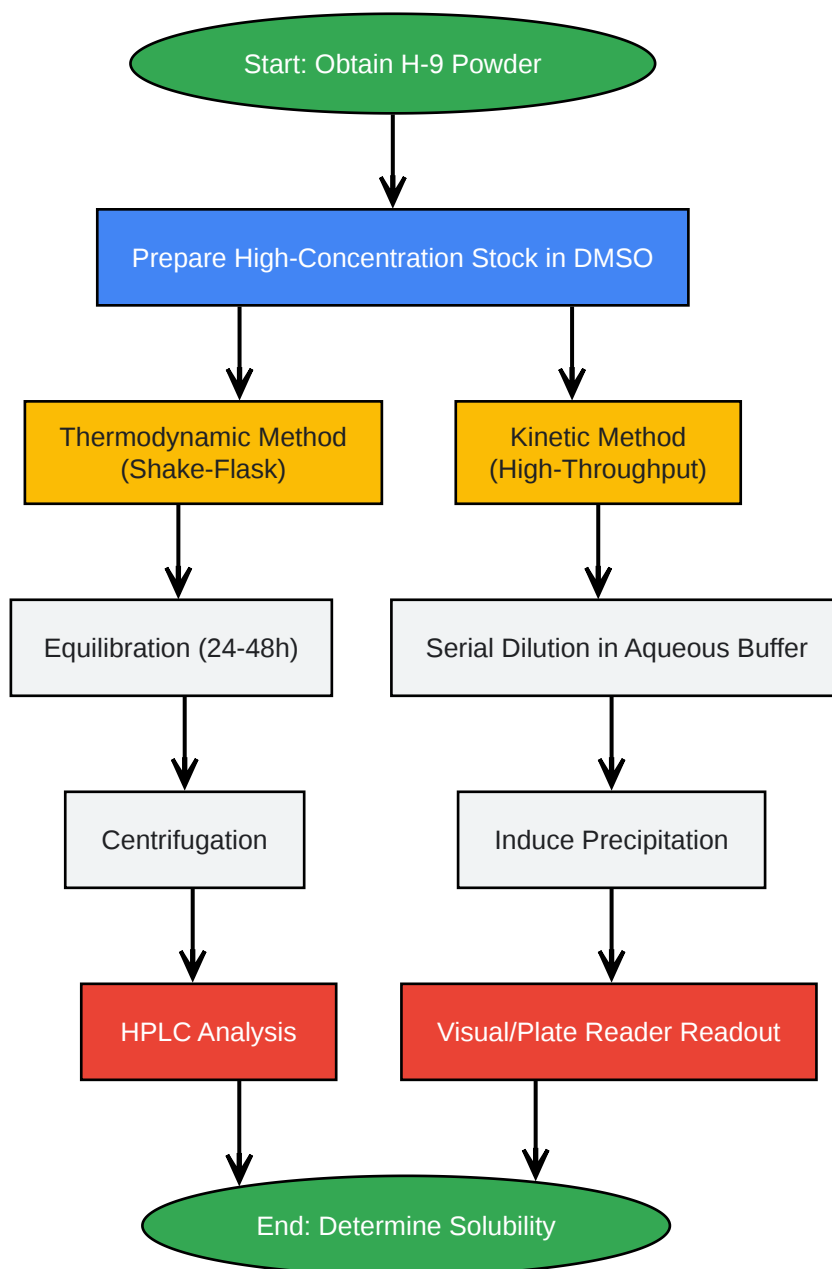 Start: Obtain H-9 Powder
Prepare High-Concentration Stock in DMSO
Thermodynamic Method
(Shake-Flask)
Kinetic Method
(High-Throughput)
Equilibration (24-48h)
Serial Dilution in Aqueous Buffer
Centrifugation
Induce Precipitation
HPLC Analysis
Visual/Plate Reader Readout
End: Determine Solubility